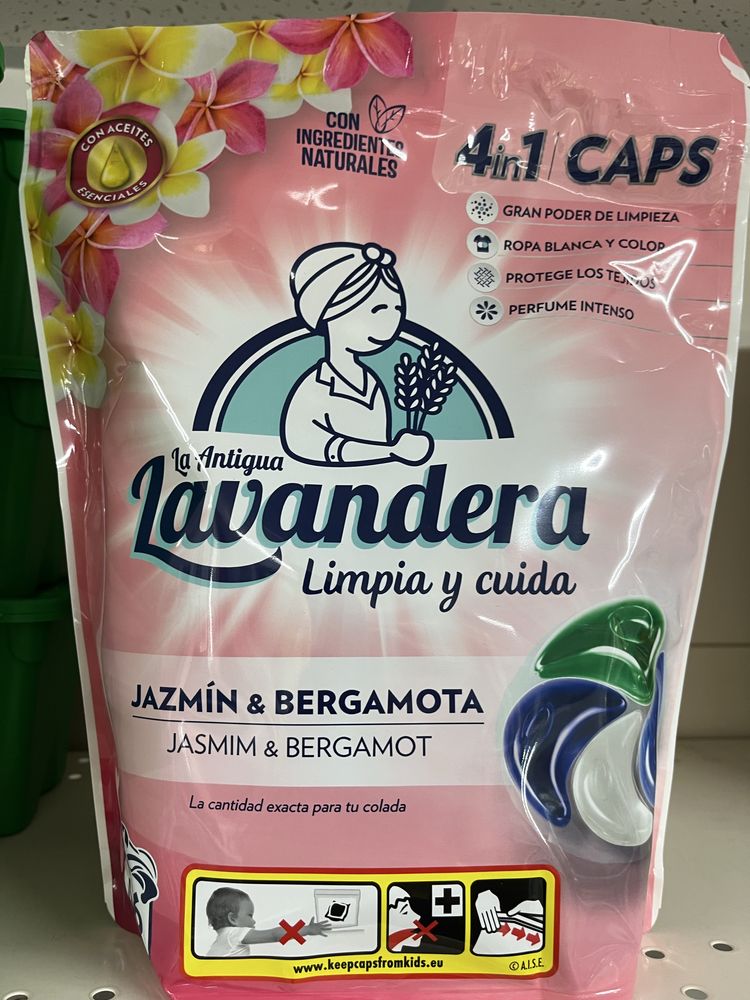 CON ACEITES
ESENCIALES
CON
INGREDIENTES
NATURALES
4in1 CAPS
GRAN PODER DE LIMPIEZA
ROPA BLANCA Y COLOR
PROTEGE LOS TEJIDOS
PERFUME INTENSO
La Antigua
Lavandera
Limpia y cuida
JAZMÍN & BERGAMOTA
JASMIM & BERGAMOT
La cantidad exacta para tu colada
www.keepcapsfromkids.eu
© A.I.S.E.